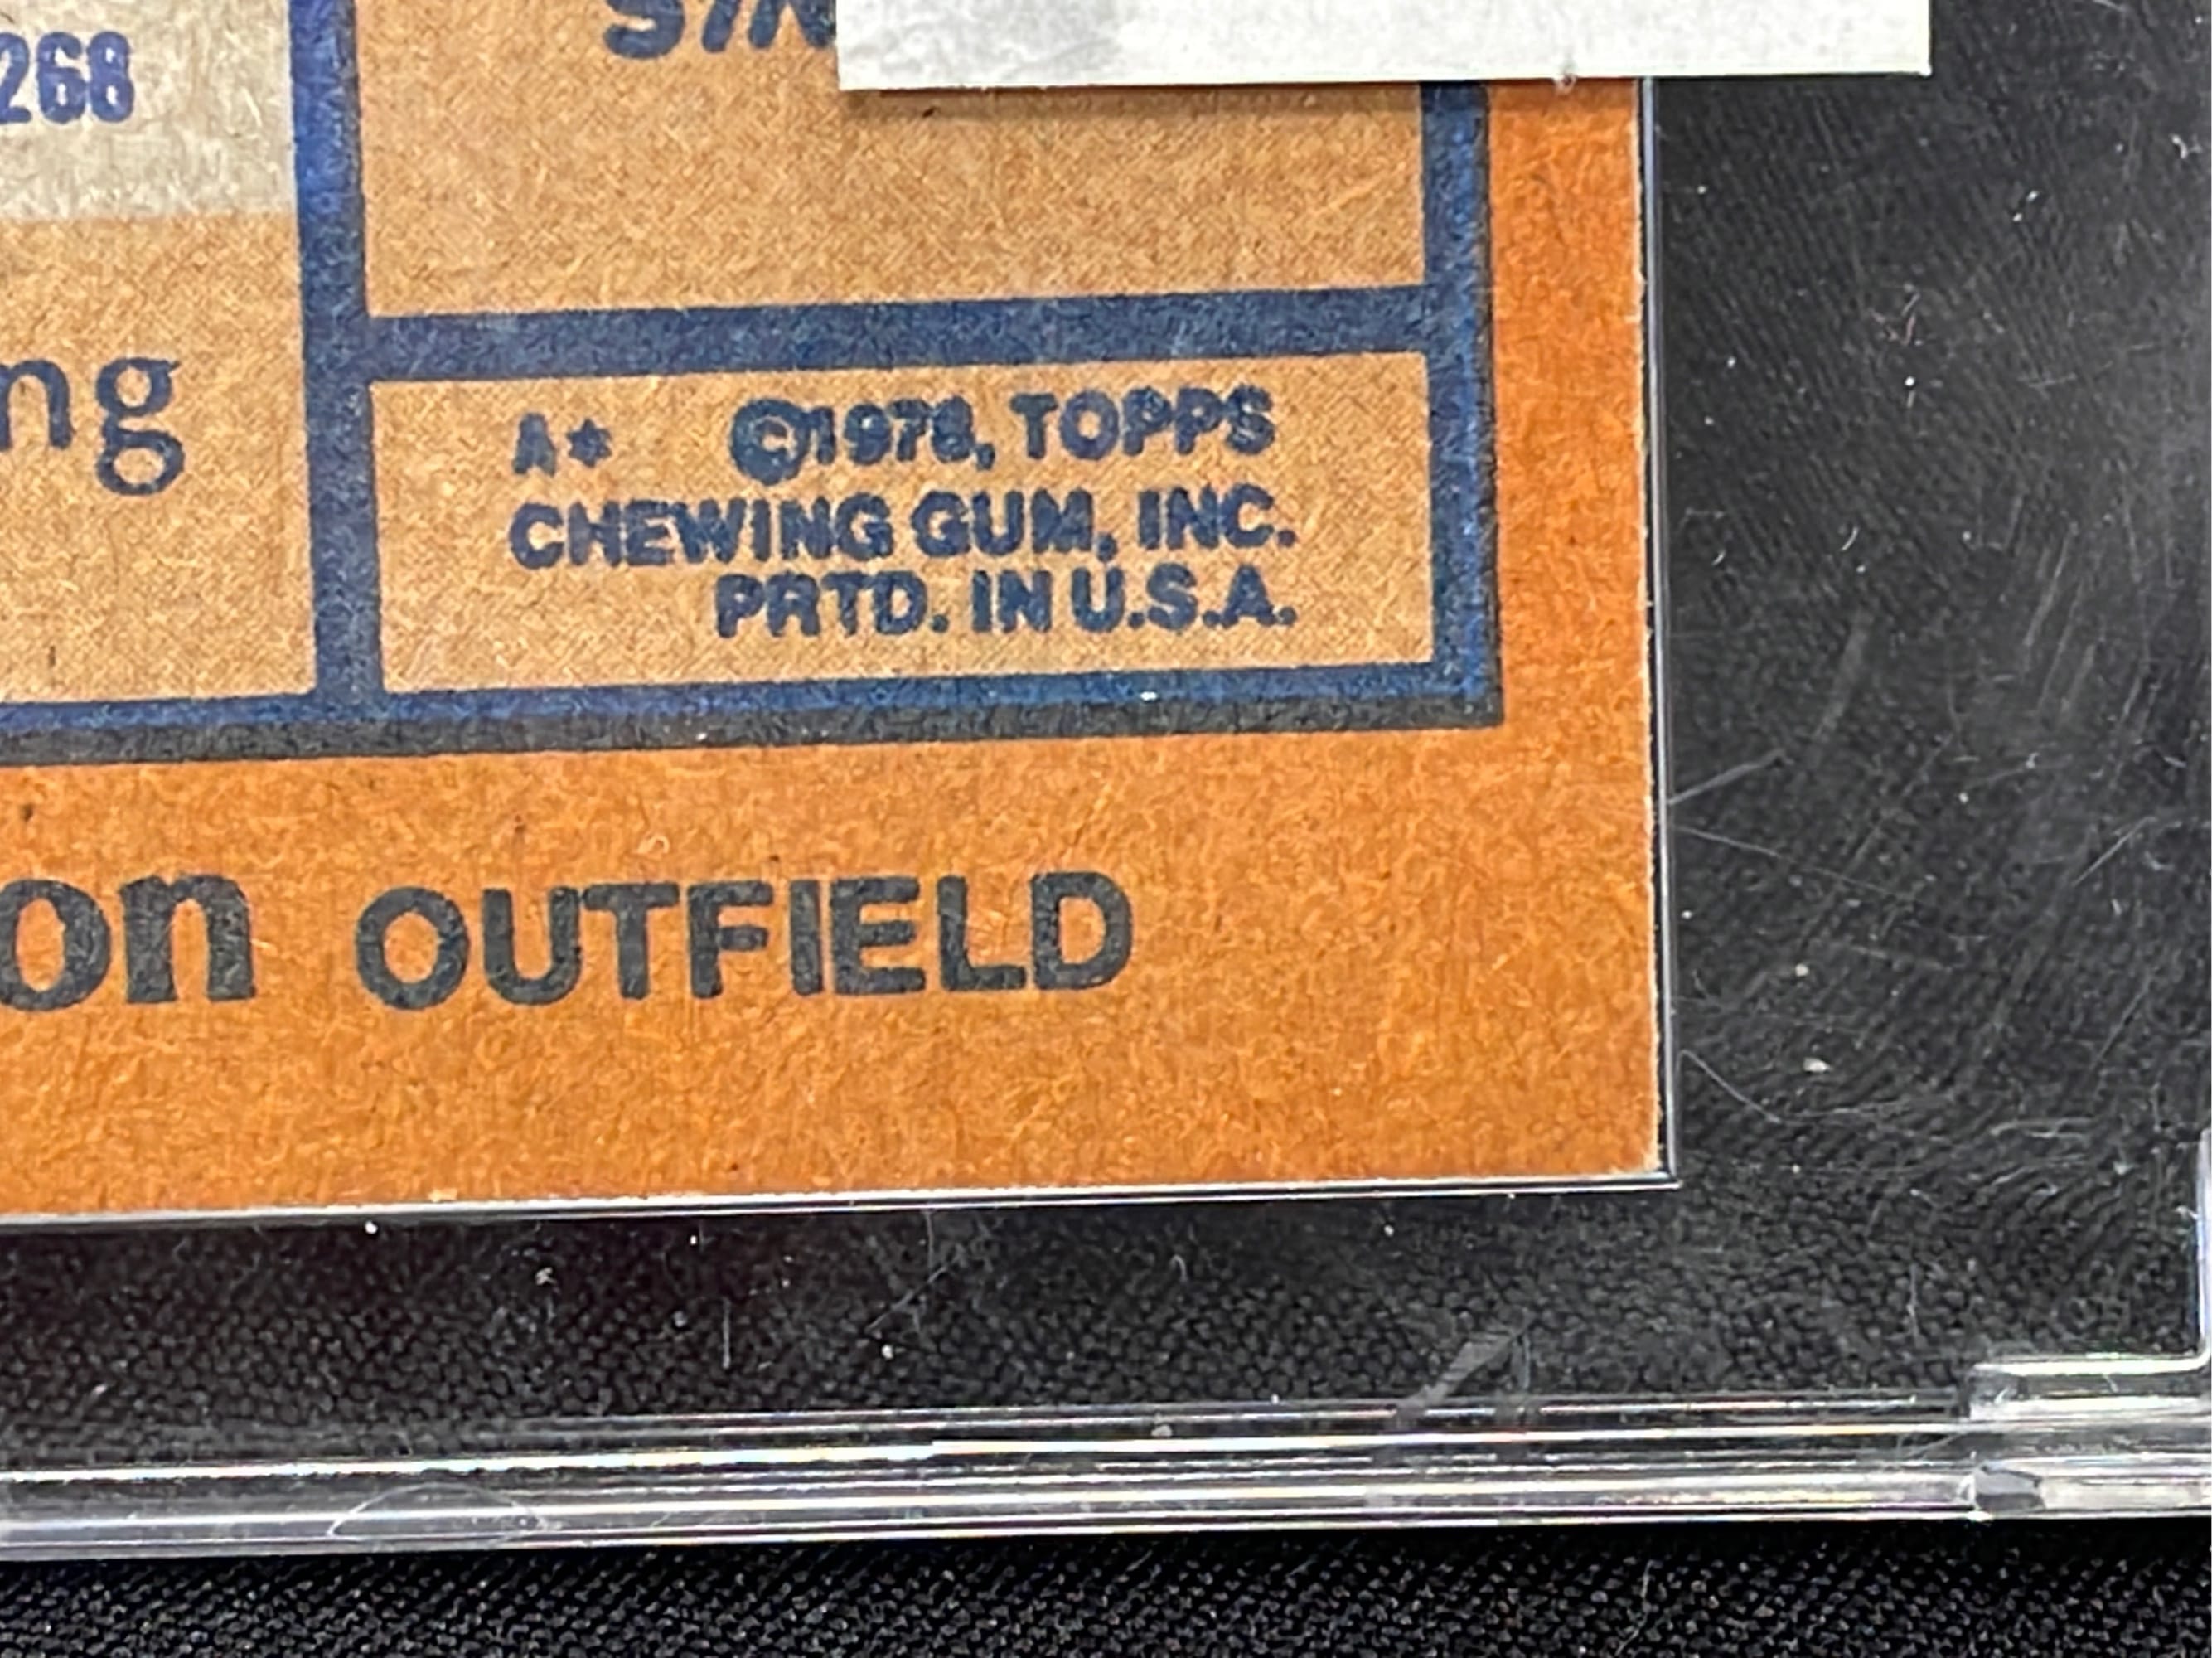 268
ng
A* ©1978, TOPPS
CHEWING GUM, INC.
PRTD. IN U.S.A.
on OUTFIELD